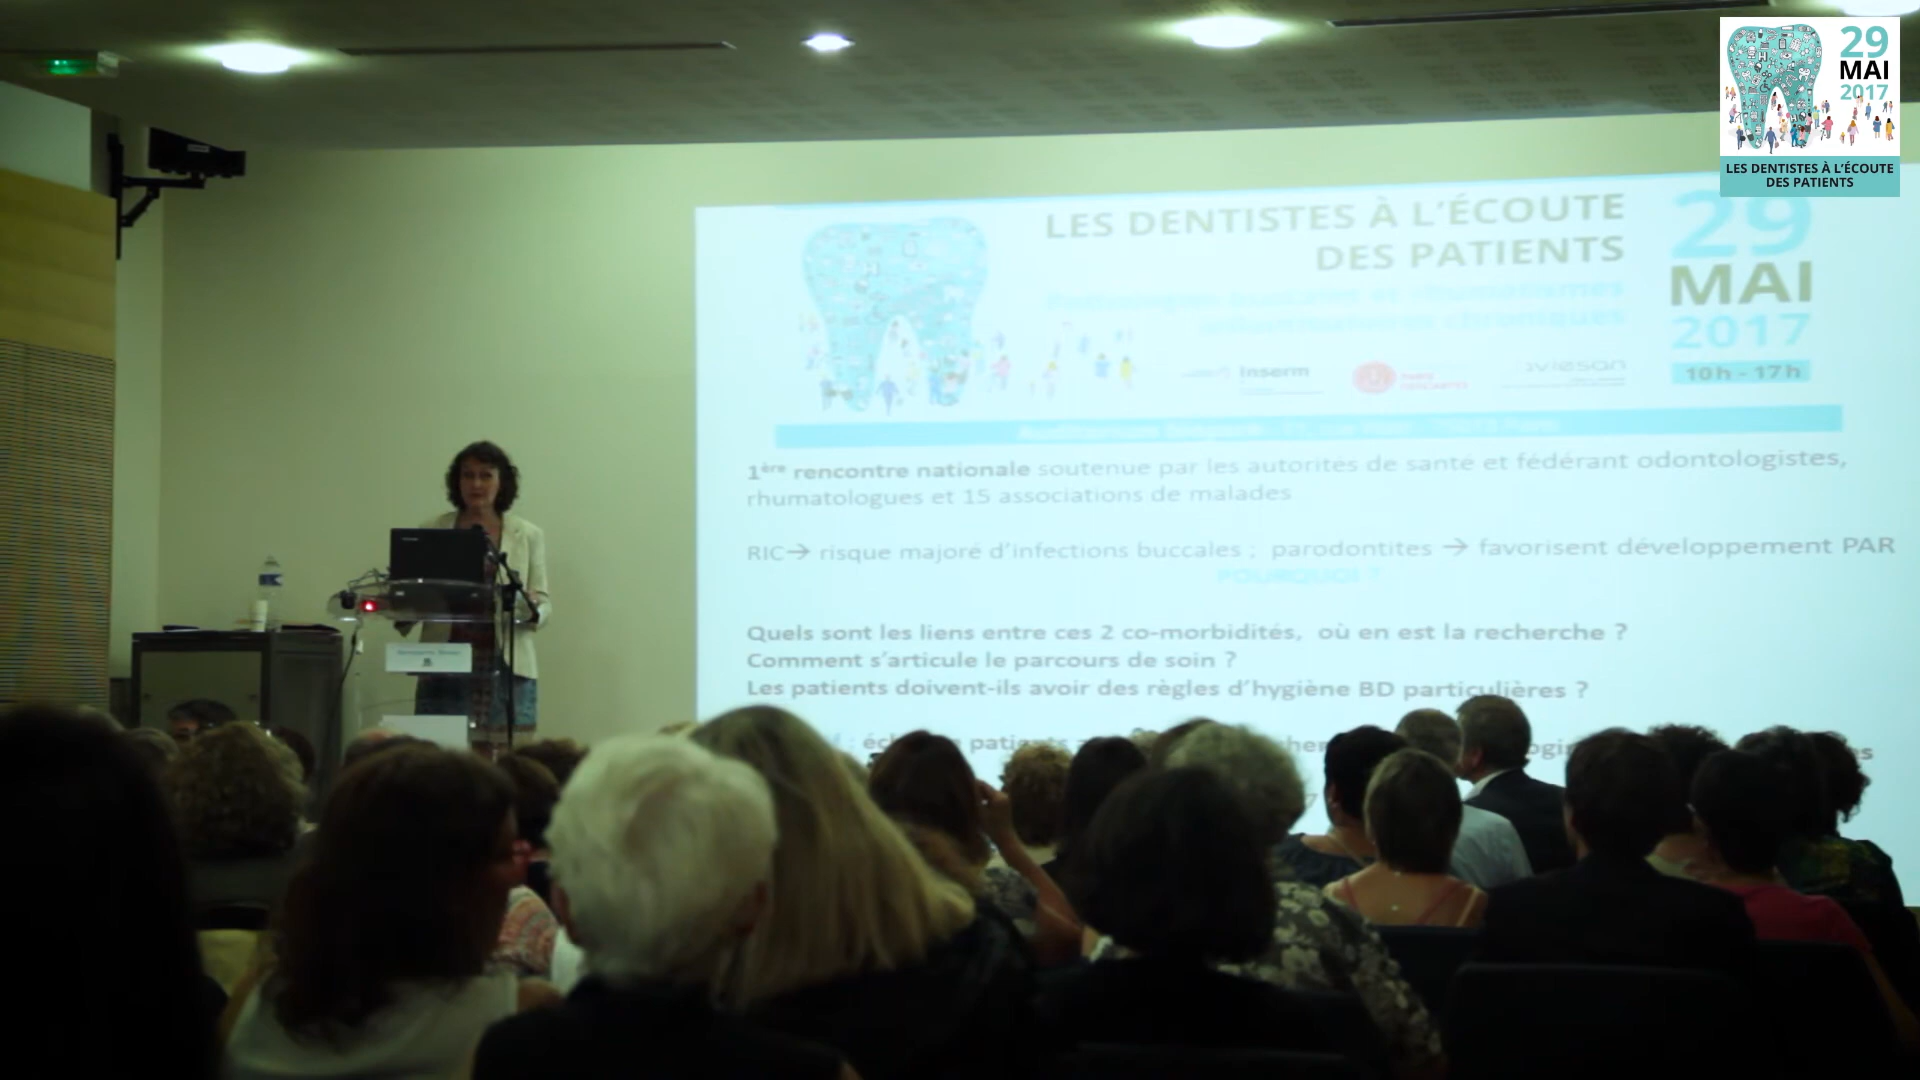 29
MAI
2017
LES DENTISTES À L'ÉCOUTE
DES PATIENTS
LES DENTISTES À L'ÉCOUTE
DES PATIENTS
29
MAI
2017
10h - 17h
Inserm
aviesan
1ère rencontre nationale soutenue par les autorités de santé et fédérant odontologistes,
rhumatologues et 15 associations de malades
RIC→ risque majoré d'infections buccales ; parodontites → favorisent développement PAR
POURQUOI ?
Quels sont les liens entre ces 2 co-morbidités, où en est la recherche ?
Comment s'articule le parcours de soin ?
Les patients doivent-ils avoir des règles d'hygiène BD particulières ?